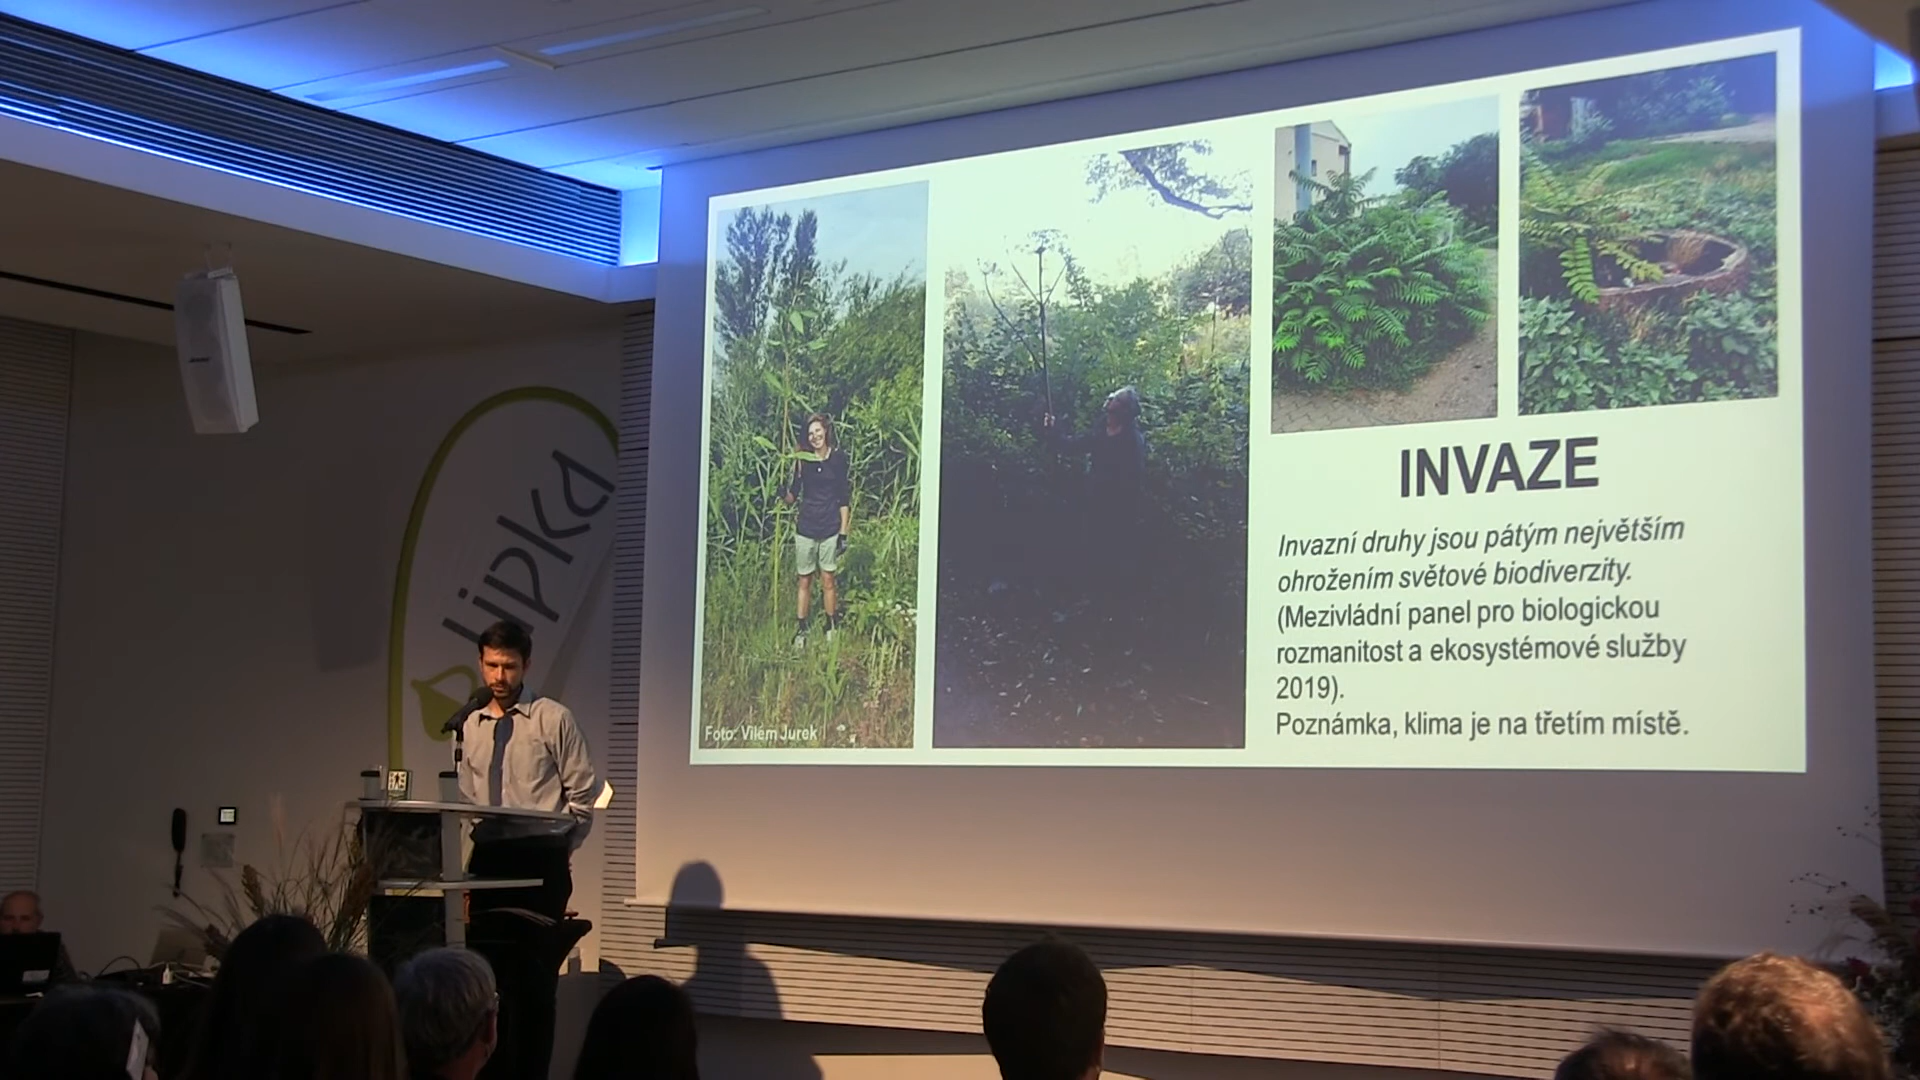 lipka
Foto: Vilém Jurek
INVAZE
Invazní druhy jsou pátým největším
ohrožením světové biodiverzity.
(Mezivládní panel pro biologickou
rozmanitost a ekosystémové služby
2019).
Poznámka, klima je na třetím místě.